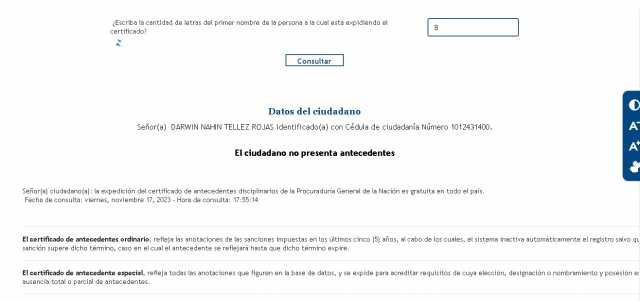 ¿Escriba la cantidad de letras del primer nombre de la persona a la cual esta expidiendo el
certificado?
Consultar
Datos del ciudadano
Señor(a) DARWIN NAHIN TELLEZ ROJAS identificado(a) con Cédula de ciudadanía Número 1012431400.
El ciudadano no presenta antecedentes
Señor(a) ciudadano(a): la expedición del certificado de antecedentes disciplinarios de la Procuraduría General de la Nación es gratuita en todo el país.
Fecha de consulta: viernes, noviembre 17, 2023 - Hora de consulta: 17:55:14
El certificado de antecedentes ordinario, refleja las anotaciones de las sanciones impuestas en los últimos cinco (5) años, al cabo de los cuales, el sistema inactiva automáticamente el registro salvo qu
sanción supere dicho término, caso en el cual el antecedente se reflejará hasta que dicho término expire.
El certificado de antecedente especial, refleja todas las anotaciones que figuran en la base de datos, y se expide para acreditar requisitos de cuya elección, designación o nombramiento y posesión e
ausencia total o parcial de antecedentes.